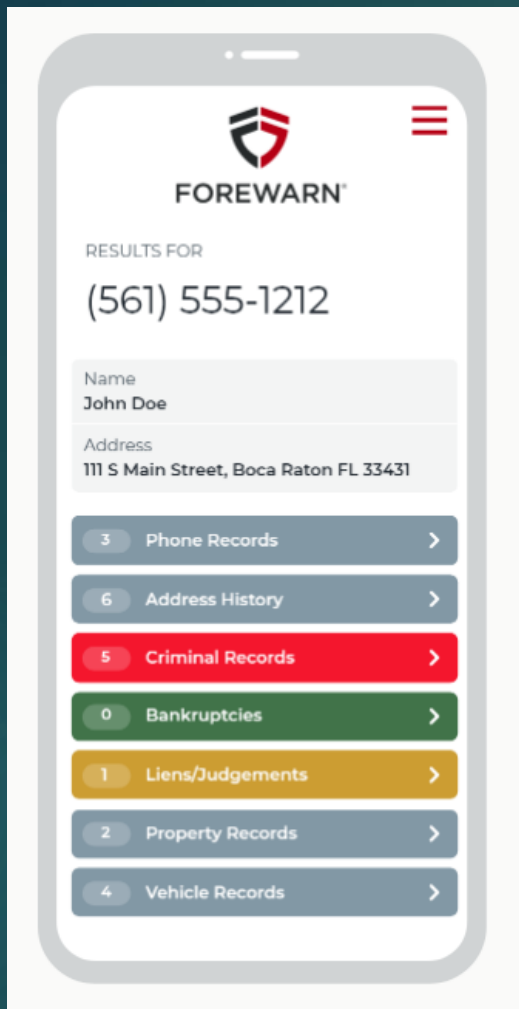 FOREWARN®
RESULTS FOR
(561) 555-1212
Name
John Doe
Address
111 S Main Street, Boca Raton FL 33431
3 Phone Records
6 Address History
5 Criminal Records
0 Bankruptcies
1 Liens/Judgements
2 Property Records
4 Vehicle Records